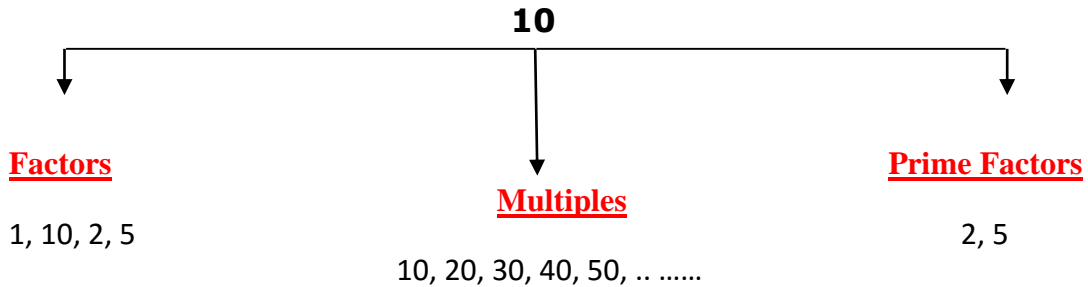 10
Factors
1, 10, 2, 5
Multiples
10, 20, 30, 40, 50, .. ......
Prime Factors
2, 5